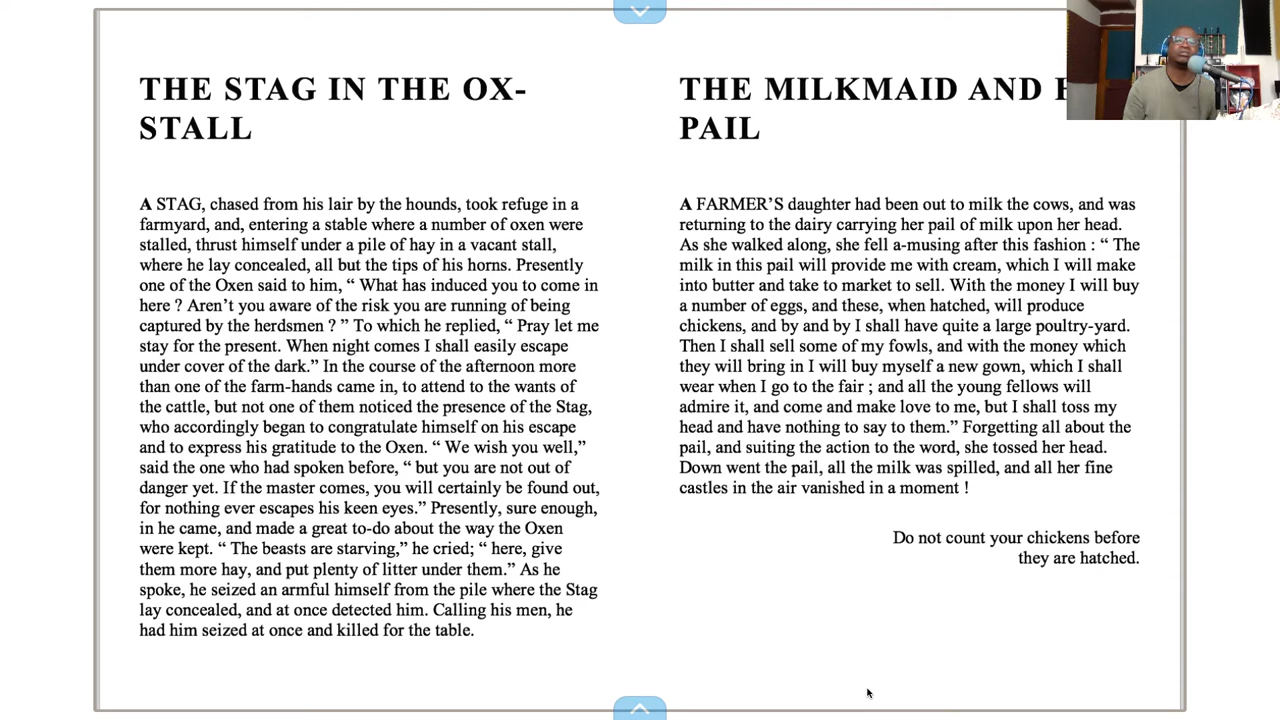 THE STAG IN THE OX-
STALL
A STAG, chased from his lair by the hounds, took refuge in a
farmyard, and, entering a stable where a number of oxen were
stalled, thrust himself under a pile of hay in a vacant stall,
where he lay concealed, all but the tips of his horns. Presently
one of the Oxen said to him, “ What has induced you to come in
here ? Aren’t you aware of the risk you are running of being
captured by the herdsmen ? ” To which he replied, “ Pray let me
stay for the present. When night comes I shall easily escape
under cover of the dark.” In the course of the afternoon more
than one of the farm-hands came in, to attend to the wants of
the cattle, but not one of them noticed the presence of the Stag,
who accordingly began to congratulate himself on his escape
and to express his gratitude to the Oxen. “ We wish you well,”
said the one who had spoken before, “ but you are not out of
danger yet. If the master comes, you will certainly be found out,
for nothing ever escapes his keen eyes.” Presently, sure enough,
in he came, and made a great to-do about the way the Oxen
were kept. “ The beasts are starving,” he cried; “ here, give
them more hay, and put plenty of litter under them.” As he
spoke, he seized an armful himself from the pile where the Stag
lay concealed, and at once detected him. Calling his men, he
had him seized at once and killed for the table.
THE MILKMAID AND
PAIL
A FARMER’S daughter had been out to milk the cows, and was
returning to the dairy carrying her pail of milk upon her head.
As she walked along, she fell a-musing after this fashion : “ The
milk in this pail will provide me with cream, which I will make
into butter and take to market to sell. With the money I will buy
a number of eggs, and these, when hatched, will produce
chickens, and by and by I shall have quite a large poultry-yard.
Then I shall sell some of my fowls, and with the money which
they will bring in I will buy myself a new gown, which I shall
wear when I go to the fair ; and all the young fellows will
admire it, and come and make love to me, but I shall toss my
head and have nothing to say to them.” Forgetting all about the
pail, and suiting the action to the word, she tossed her head.
Down went the pail, all the milk was spilled, and all her fine
castles in the air vanished in a moment !
Do not count your chickens before
they are hatched.